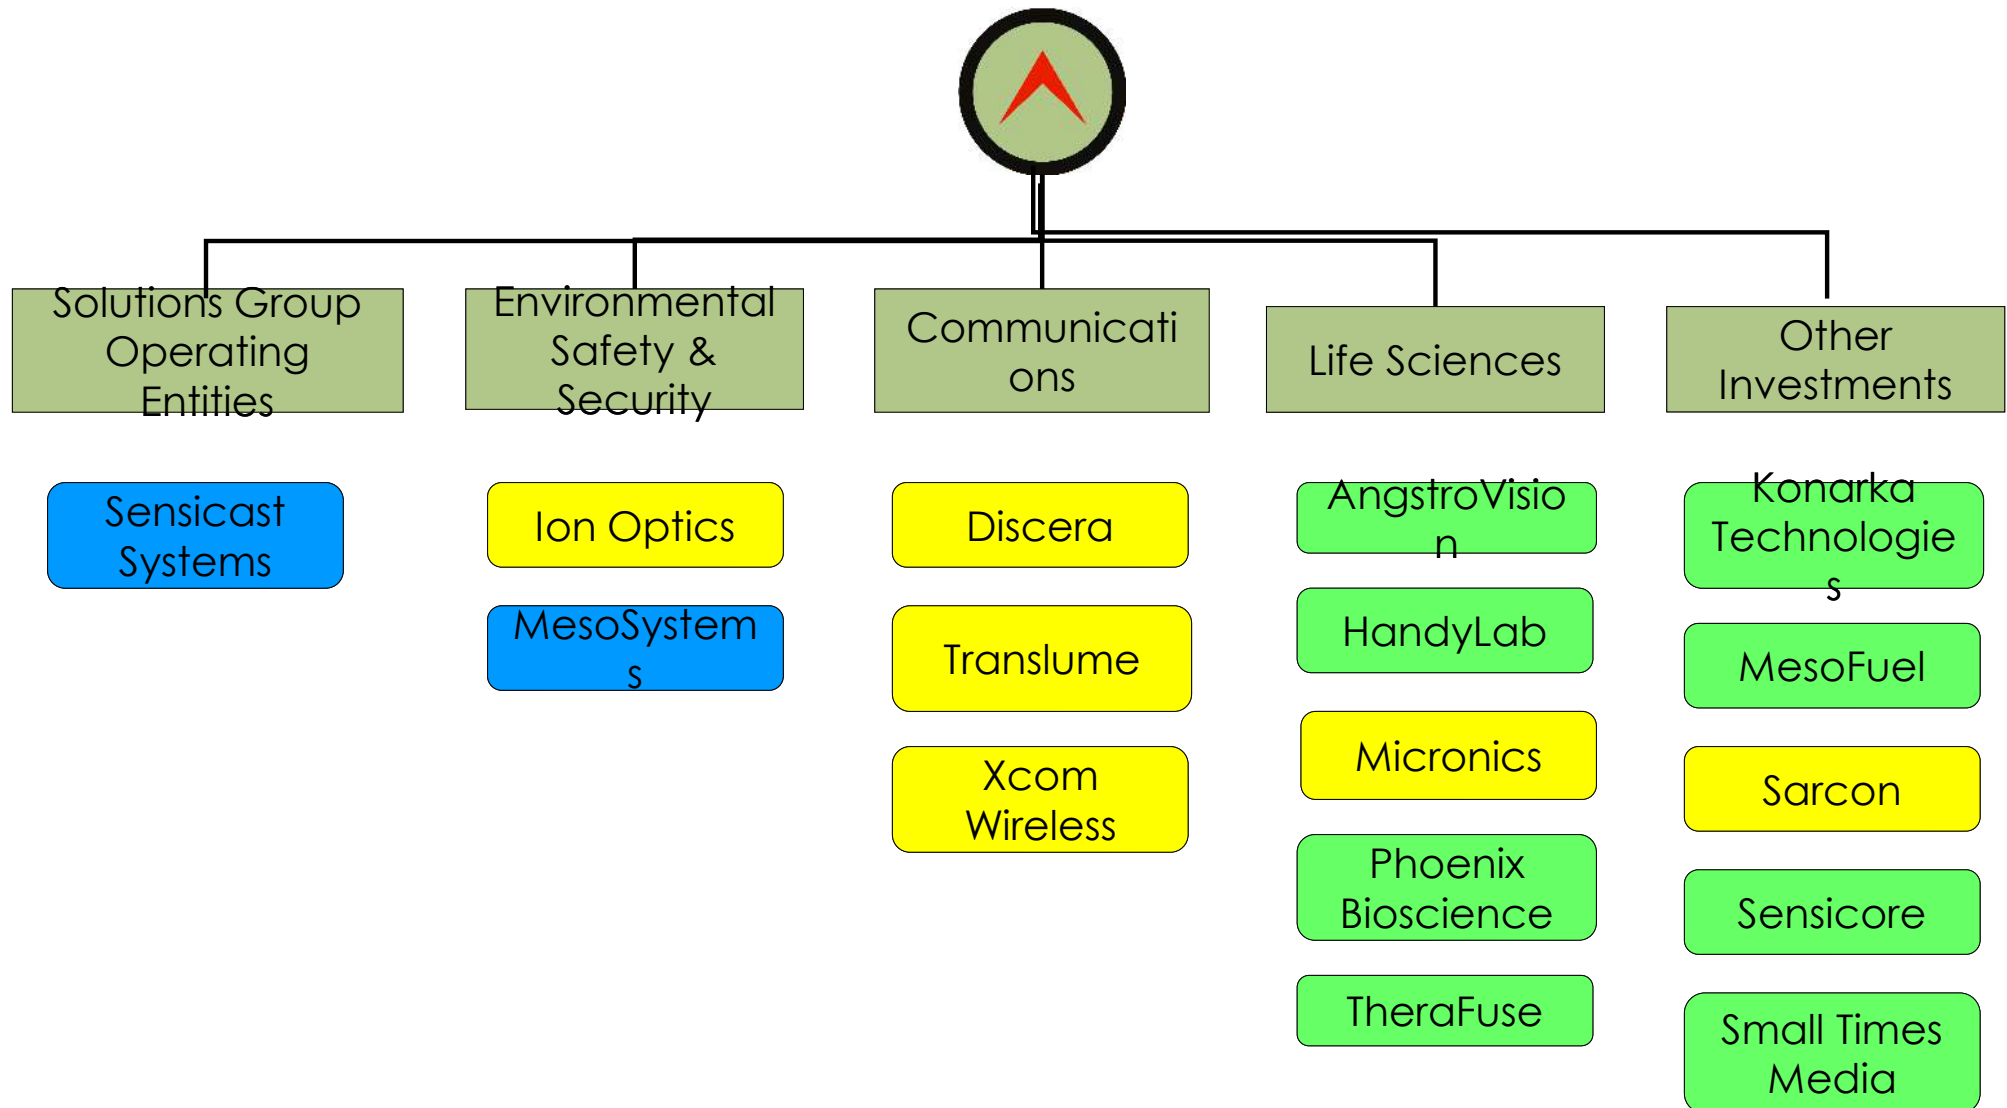 Solutions Group
Operating
Entities
Environmental
Safety &
Security
Communicati
ons
Life Sciences
Other
Investments
Sensicast
Systems
Ion Optics
MesoSystem
s
Discera
Translume
Xcom
Wireless
AngstroVisio
n
HandyLab
Micronics
Phoenix
Bioscience
TheraFuse
Konarka
Technologie
s
MesoFuel
Sarcon
Sensicore
Small Times
Media